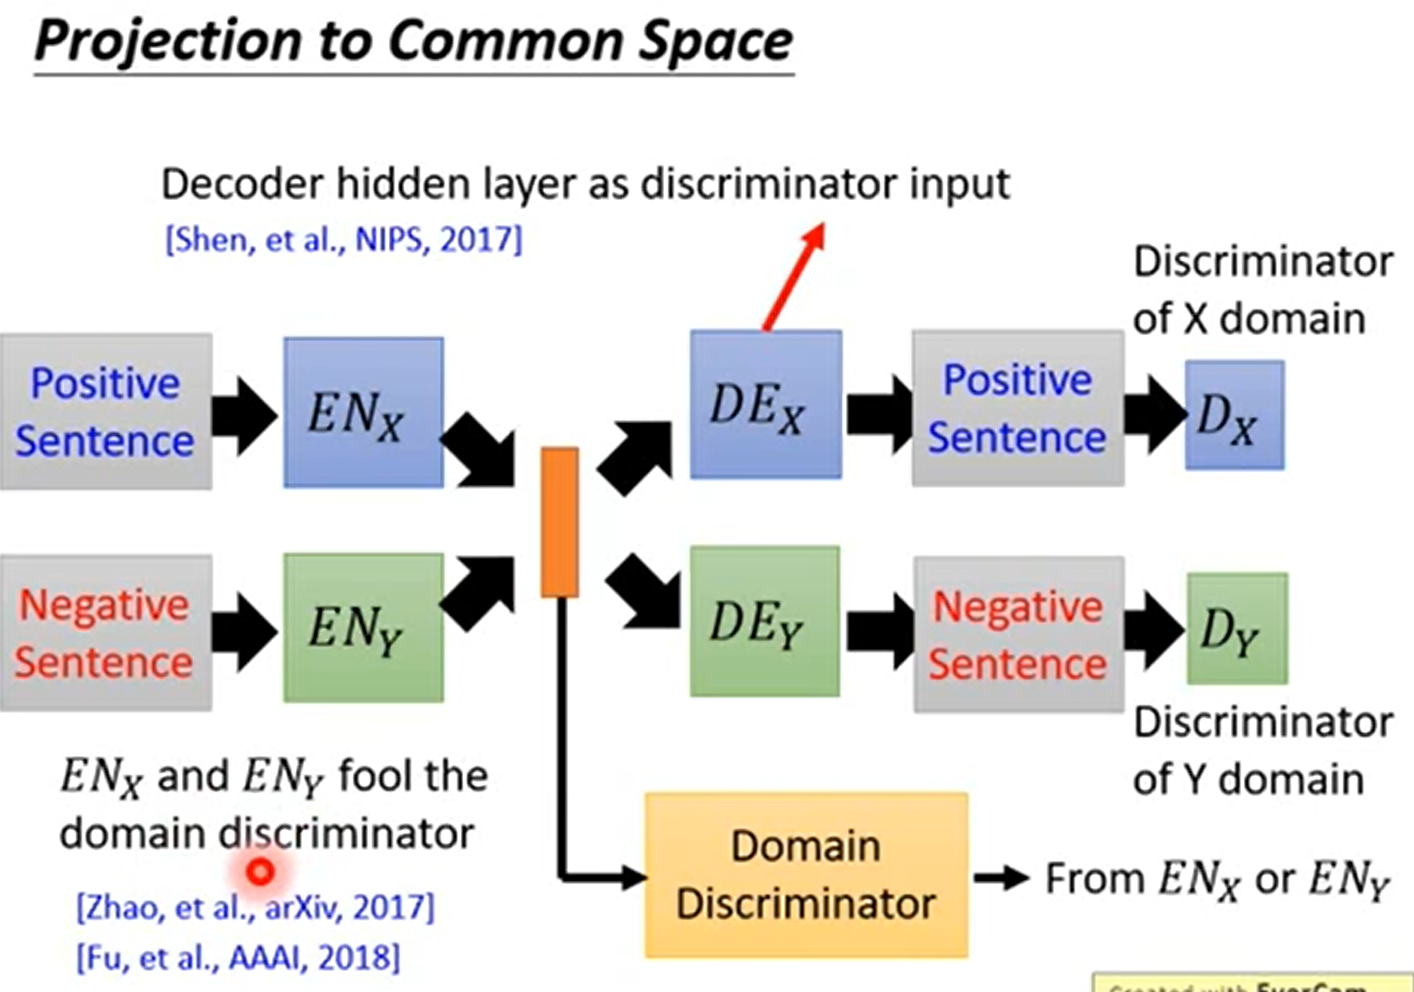 Projection to Common Space
Decoder hidden layer as discriminator input
[Shen, et al., NIPS, 2017]
Discriminator
of X domain
Positive
Sentence
EN_X
DE_X
Positive
Sentence
D_X
Negative
Sentence
EN_Y
DE_Y
Negative
Sentence
D_Y
Discriminator
of Y domain
EN_X and EN_Y fool the
domain discriminator
[Zhao, et al., arXiv, 2017]
[Fu, et al., AAAI, 2018]
Domain
Discriminator
From EN_X or EN_Y
Created with EverCam